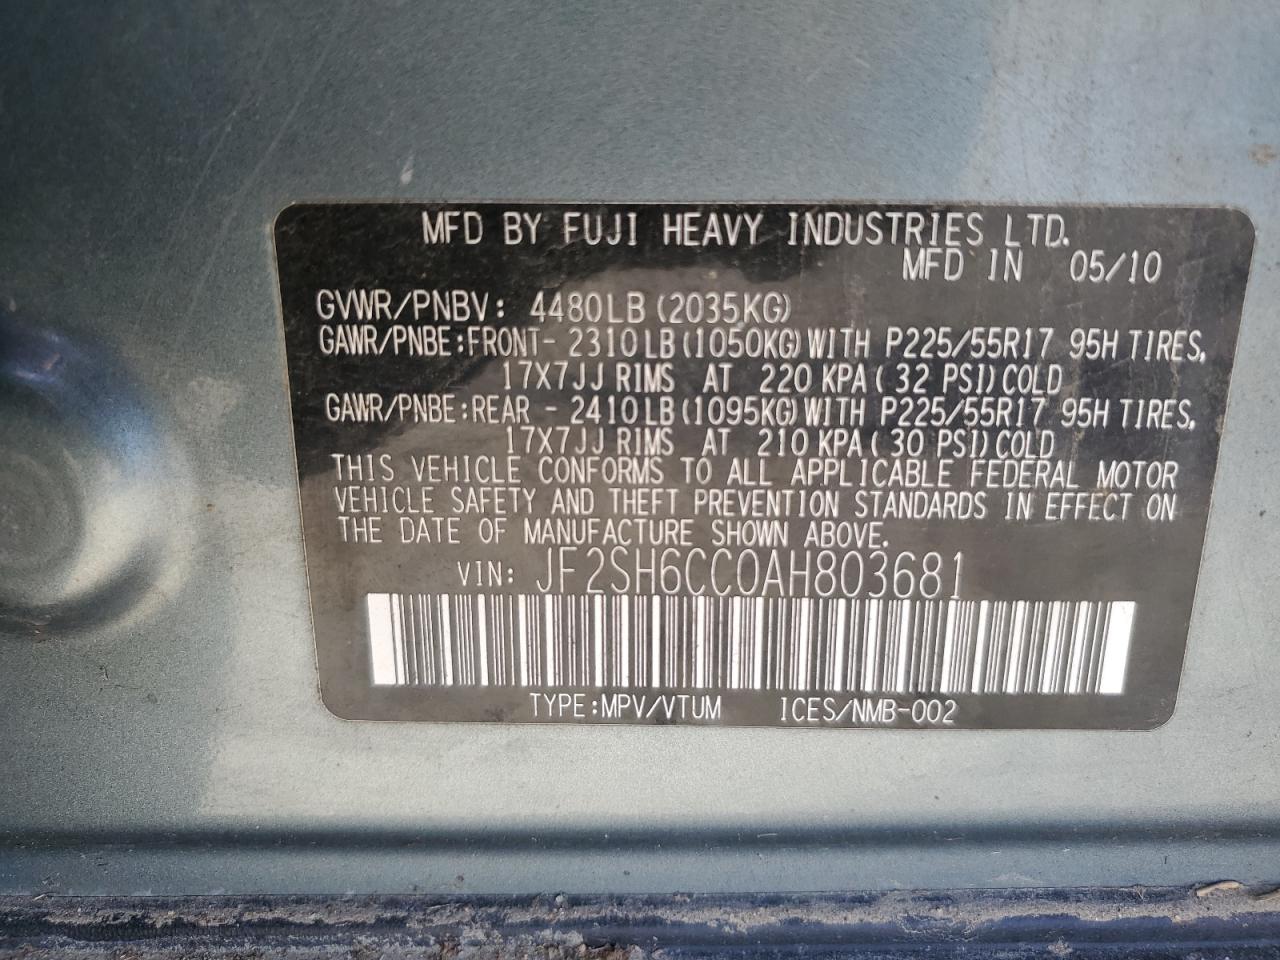 MFD BY FUJI HEAVY INDUSTRIES LTD.
MFD IN 05/10
GVWR/PNBV: 4480LB (2035KG)
GAWR/PNBE:FRONT- 2310LB (1050KG) WITH P225/55R17 95H TIRES,
17X7JJ RIMS AT 220 KPA ( 32 PSI) COLD
GAWR/PNBE:REAR - 2410LB (1095KG) WITH P225/55R17 95H TIRES,
17X7JJ RIMS AT 210 KPA ( 30 PSI) COLD
THIS VEHICLE CONFORMS TO ALL APPLICABLE FEDERAL MOTOR
VEHICLE SAFETY AND THEFT PREVENTION STANDARDS IN EFFECT ON
THE DATE OF MANUFACTURE SHOWN ABOVE.
VIN: JF2SH6CC0AH803681
TYPE:MPV/VTUM ICES/NMB-002